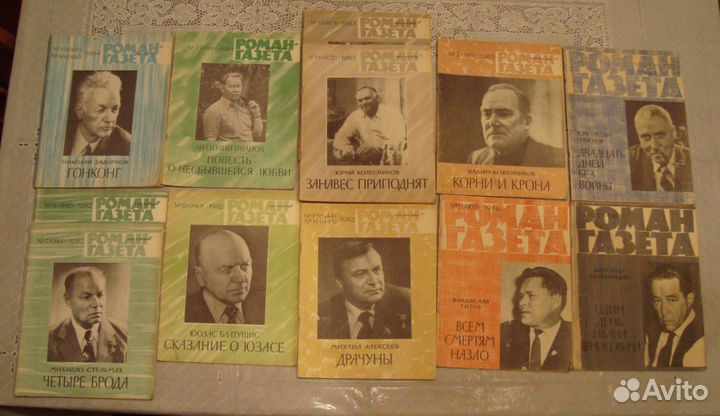 РОМАН-
ГАЗЕТА
НИКОЛАЙ ЗАДОРНОВ
ГОНКОНГ
РОМАН-
ГАЗЕТА
АНАТОЛИЙ ИВАНОВ
ПОВЕСТЬ
О НЕСБЫВШЕЙСЯ ЛЮБВИ
РОМАН-
РОМАН-
ГАЗЕТА
ЮРИЙ КОЛЕСНИКОВ
ЗАНАВЕС ПРИПОДНЯТ
РОМАН-
ГАЗЕТА
ВАДИМ КОЖЕВНИКОВ
КОРНИ И КРОНА
РОМАН
ГАЗЕТА
ДВАДЦАТЬ
ДНЕЙ
БЕЗ
ВОЙНЫ
РОМАН-
РОМАН-
ГАЗЕТА
МИХАЙЛО СТЕЛЬМАХ
ЧЕТЫРЕ БРОДА
РОМАН-
ГАЗЕТА
ЮОЗАС БАЛТУШИС
СКАЗАНИЕ О ЮЗАСЕ
РОМАН-
ГАЗЕТА
МИХАИЛ АЛЕКСЕЕВ
ДРАЧУНЫ
РОМАН
ГАЗЕТА
ВЛАДИСЛАВ
ТИТОВ
ВСЕМ
СМЕРТЯМ
НАЗЛО
РОМАН
ГАЗЕТА
ОДИН
ДЕНЬ
ИВАНА
ДЕНИСОВИЧА
Avito